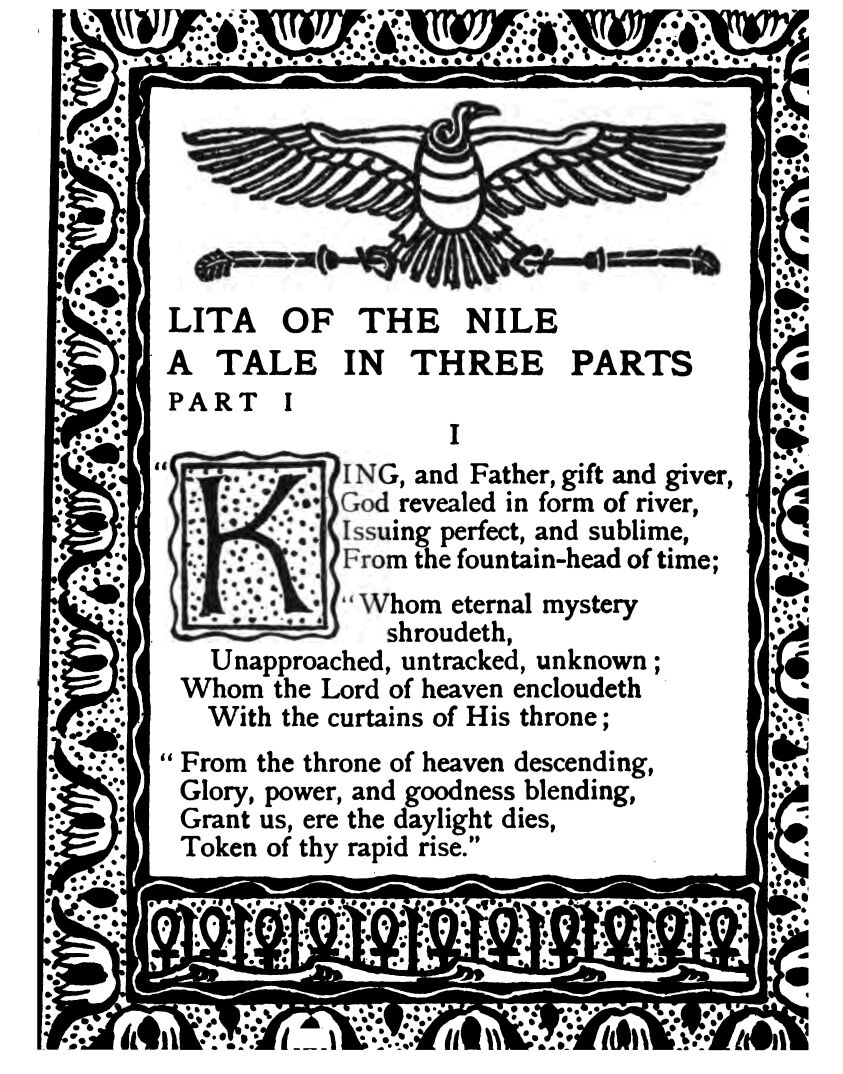 LITA OF THE NILE
A TALE IN THREE PARTS
PART I
I
“KING, and Father, gift and giver,
God revealed in form of river,
Issuing perfect, and sublime,
From the fountain-head of time;
“Whom eternal mystery
shroudeth,
Unapproached, untracked, unknown;
Whom the Lord of heaven encloudeth
With the curtains of His throne;
“From the throne of heaven descending,
Glory, power, and goodness blending,
Grant us, ere the daylight dies,
Token of thy rapid rise.”